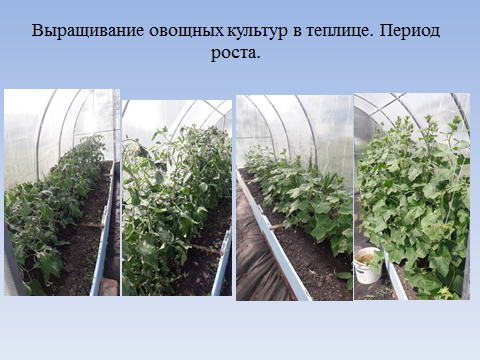 Выращивание овощных культур в теплице. Период
роста.